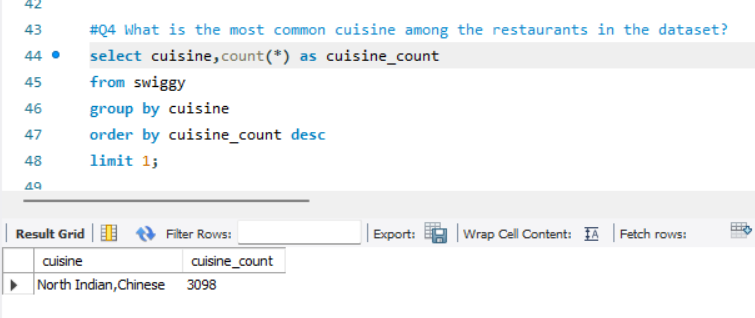 42
43 #Q4 What is the most common cuisine among the restaurants in the dataset?
44 select cuisine,count(*) as cuisine_count
45 from swiggy
46 group by cuisine
47 order by cuisine_count desc
48 limit 1;
49
Result Grid Filter Rows: Export: Wrap Cell Content: Fetch rows:
cuisine cuisine_count
North Indian,Chinese 3098